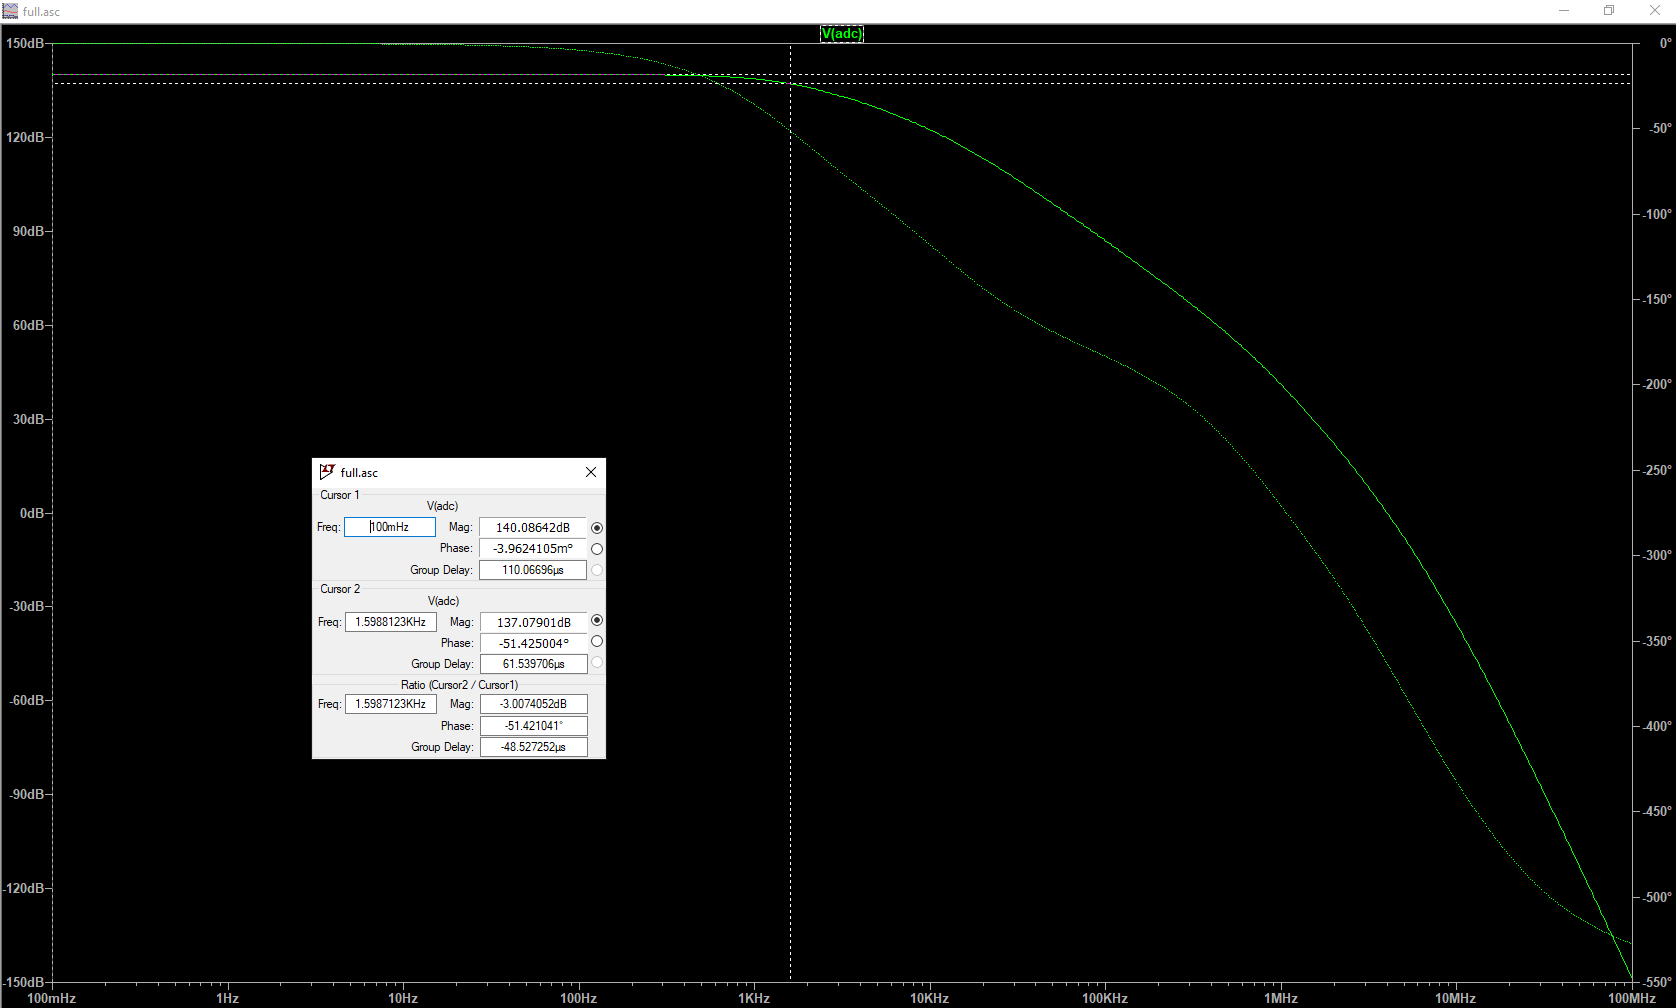 full.asc
V(adc)
150dB 0°
120dB -50°
90dB -100°
60dB -150°
30dB -200°
0dB -250°
-30dB -300°
-60dB -350°
-90dB -400°
-120dB -450°
-150dB -500°
-550°
100mHz 1Hz 10Hz 100Hz 1KHz 10KHz 100KHz 1MHz 10MHz 100MHz
full.asc
Cursor 1
V(adc)
Freq: 100mHz Mag: 140.08642dB
Phase: -3.9624105m°
Group Delay: 110.06696µs
Cursor 2
V(adc)
Freq: 1.5988123KHz Mag: 137.07901dB
Phase: -51.425004°
Group Delay: 61.539706µs
Ratio (Cursor2 / Cursor1)
Freq: 1.5987123KHz Mag: -3.0074052dB
Phase: -51.421041°
Group Delay: -48.527252µs